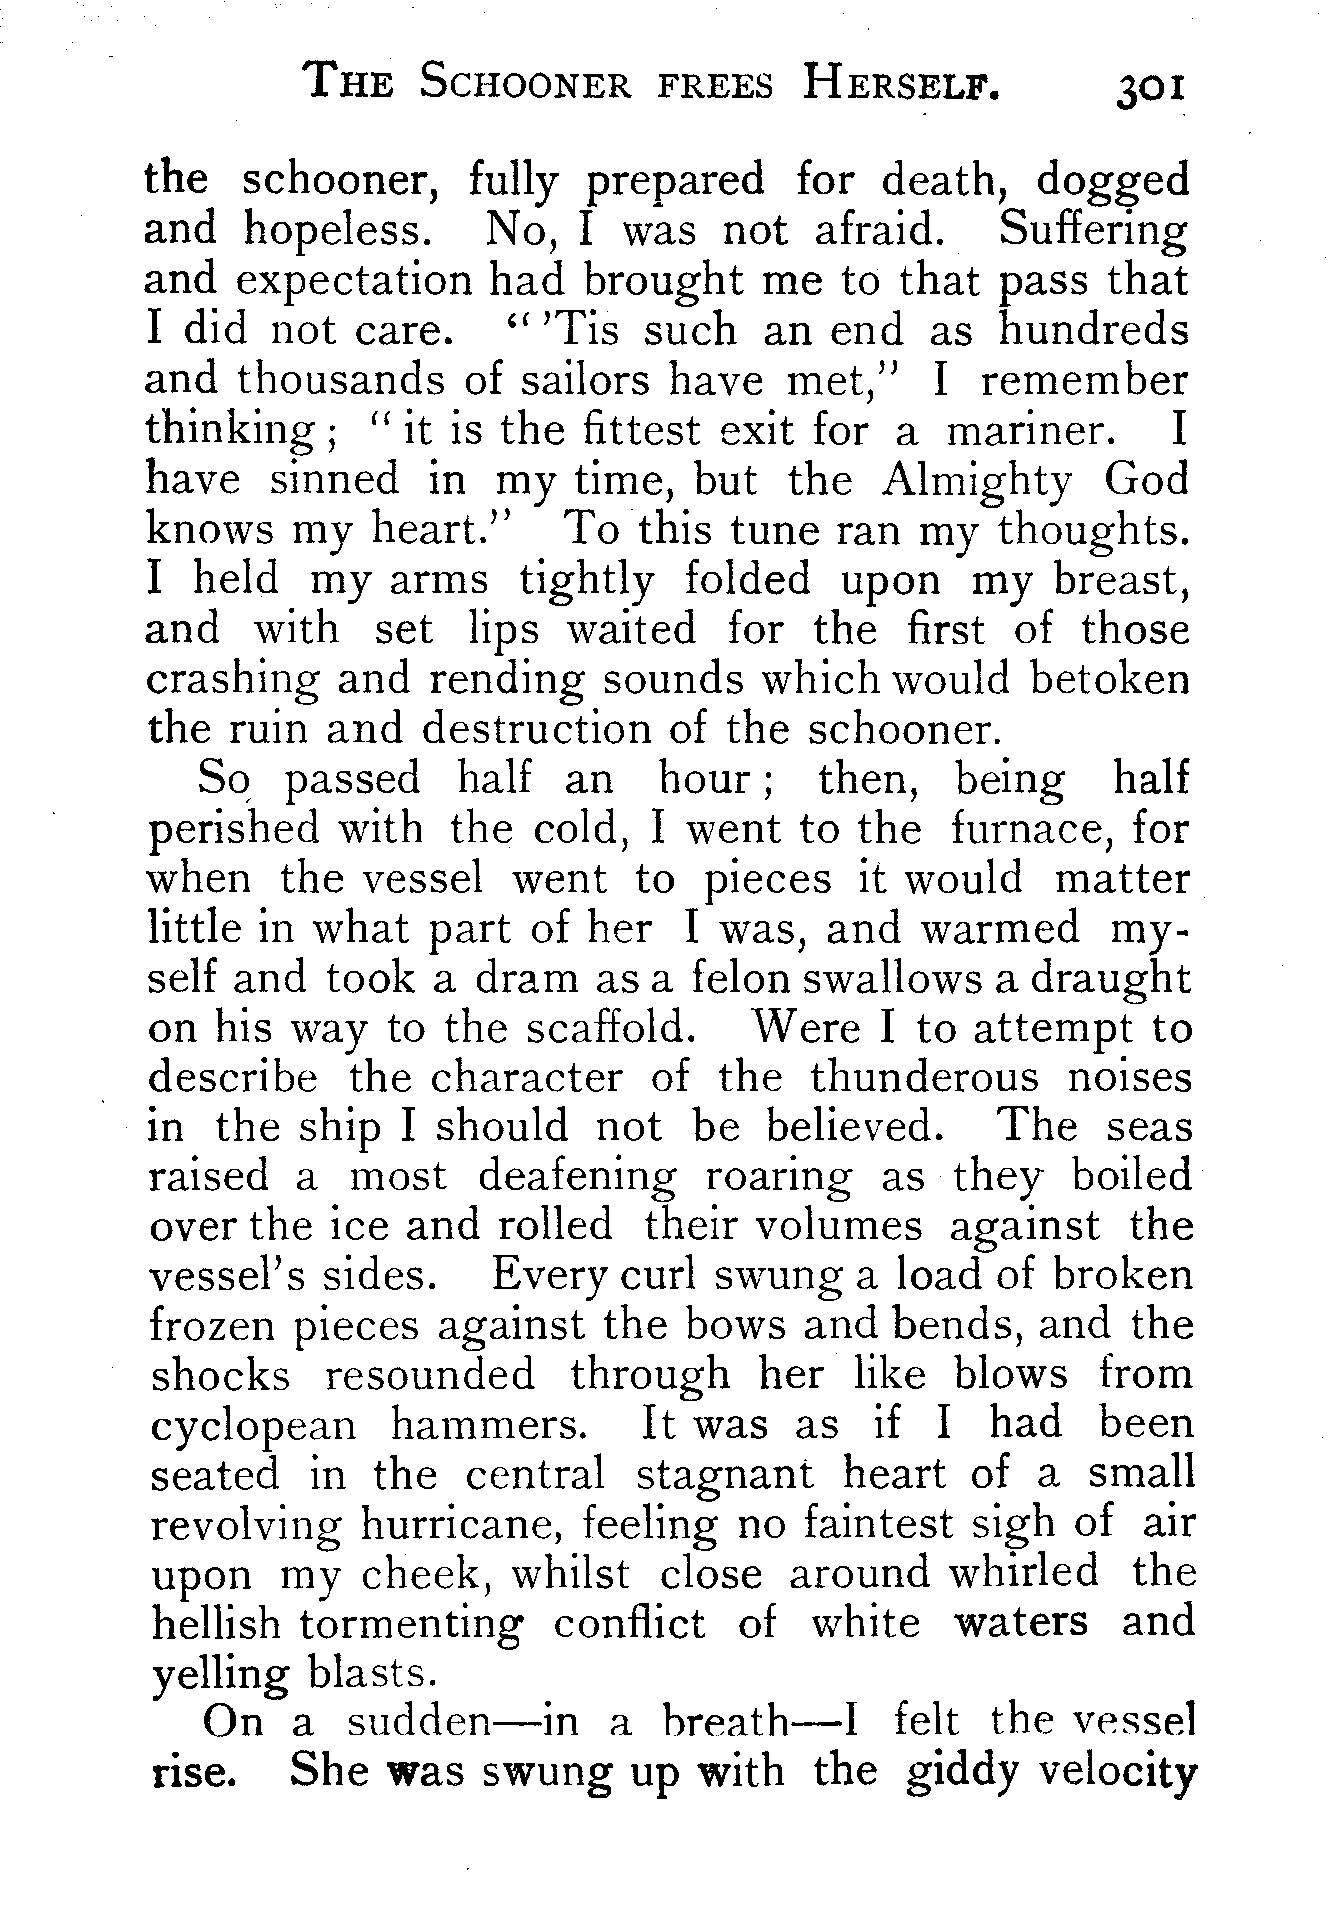 The Schooner frees Herself. 301
the schooner, fully prepared for death, dogged
and hopeless. No, I was not afraid. Suffering
and expectation had brought me to that pass that
I did not care. “ ’Tis such an end as hundreds
and thousands of sailors have met,” I remember
thinking ; “ it is the fittest exit for a mariner. I
have sinned in my time, but the Almighty God
knows my heart.” To this tune ran my thoughts.
I held my arms tightly folded upon my breast,
and with set lips waited for the first of those
crashing and rending sounds which would betoken
the ruin and destruction of the schooner.
So passed half an hour ; then, being half
perished with the cold, I went to the furnace, for
when the vessel went to pieces it would matter
little in what part of her I was, and warmed my-
self and took a dram as a felon swallows a draught
on his way to the scaffold. Were I to attempt to
describe the character of the thunderous noises
in the ship I should not be believed. The seas
raised a most deafening roaring as they boiled
over the ice and rolled their volumes against the
vessel’s sides. Every curl swung a load of broken
frozen pieces against the bows and bends, and the
shocks resounded through her like blows from
cyclopean hammers. It was as if I had been
seated in the central stagnant heart of a small
revolving hurricane, feeling no faintest sigh of air
upon my cheek, whilst close around whirled the
hellish tormenting conflict of white waters and
yelling blasts.
On a sudden—in a breath—I felt the vessel
rise. She was swung up with the giddy velocity